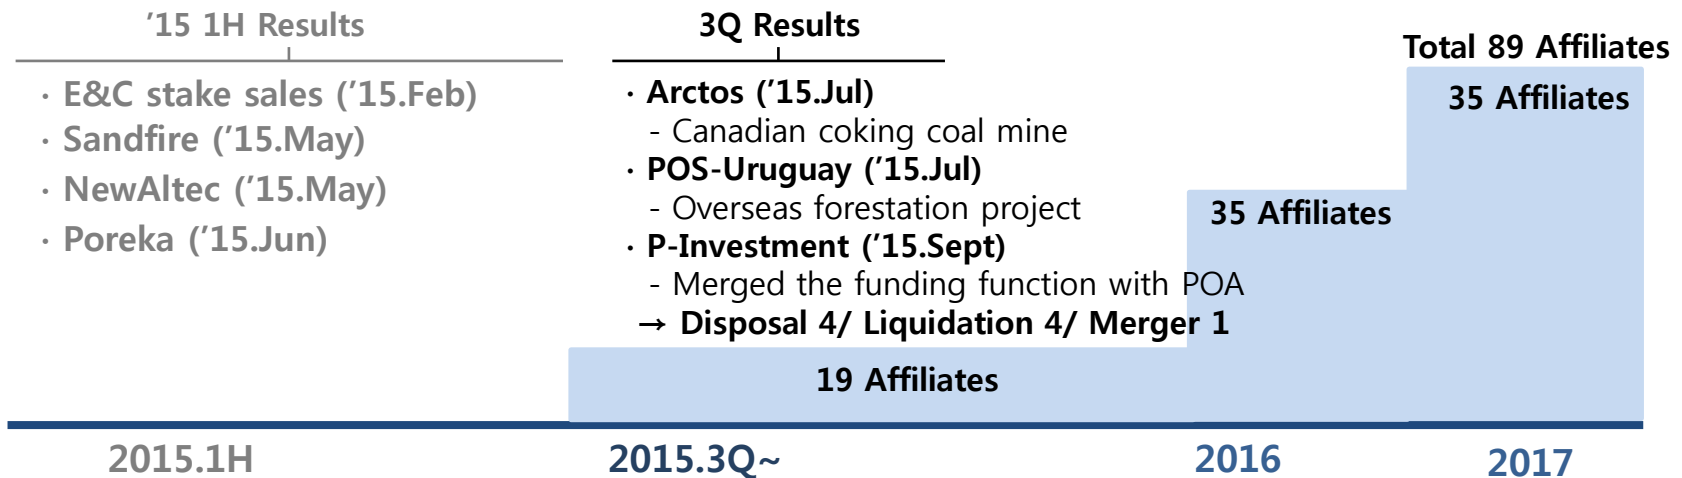 ’15 1H Results
· E&C stake sales (’15.Feb)
· Sandfire (’15.May)
· NewAltec (’15.May)
· Poreka (’15.Jun)
3Q Results
· Arctos (’15.Jul)
- Canadian coking coal mine
· POS-Uruguay (’15.Jul)
- Overseas forestation project
· P-Investment (’15.Sept)
- Merged the funding function with POA
→ Disposal 4/ Liquidation 4/ Merger 1
Total 89 Affiliates
35 Affiliates
35 Affiliates
19 Affiliates
2015.1H
2015.3Q~
2016
2017